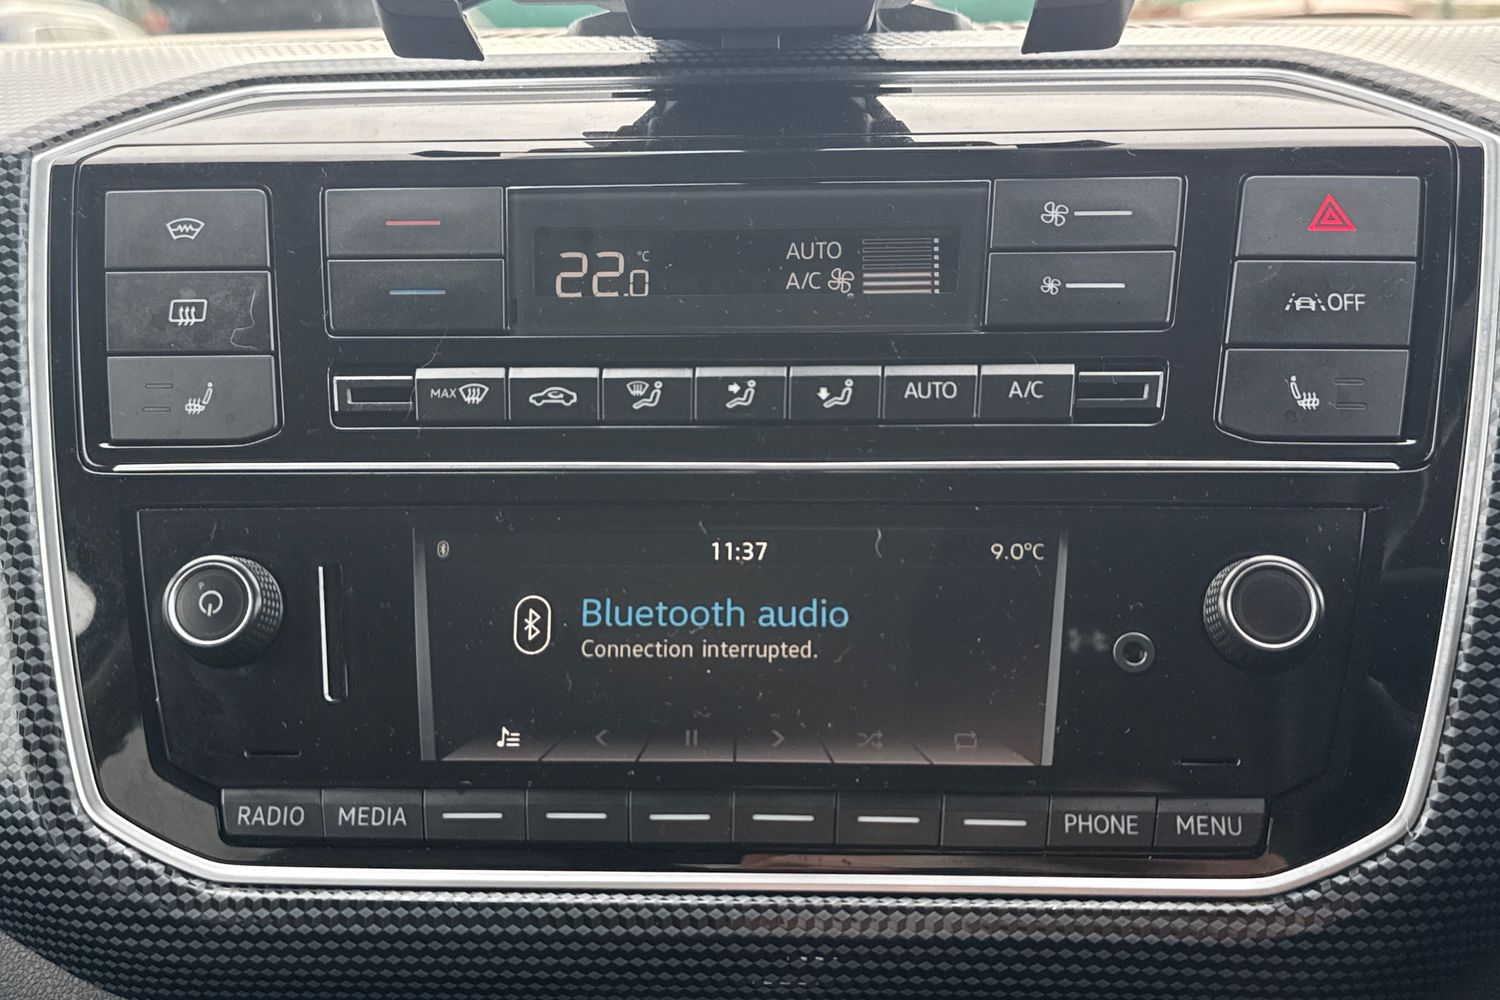 22.0 °C
AUTO
A/C
OFF
MAX
AUTO
A/C
11:37
9.0°C
Bluetooth audio
Connection interrupted.
RADIO
MEDIA
PHONE
MENU